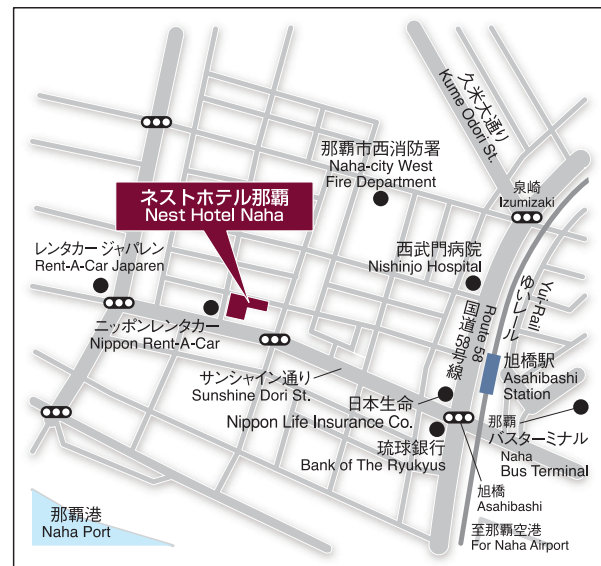 久米大通り
Kume Odori St.
那覇市西消防署
Naha-city West
Fire Department
泉崎
Izumizaki
ネストホテル那覇
Nest Hotel Naha
レンタカー ジャパレン
Rent-A-Car Japaren
西武門病院
Nishinjo Hospital
ゆいレール
Yui-Rail
国道58号線
Route 58
ニッポンレンタカー
Nippon Rent-A-Car
旭橋駅
Asahibashi
Station
サンシャイン通り
Sunshine Dori St.
日本生命
Nippon Life Insurance Co.
那覇
バスターミナル
Naha
Bus Terminal
琉球銀行
Bank of The Ryukyus
旭橋
Asahibashi
那覇港
Naha Port
至那覇空港
For Naha Airport